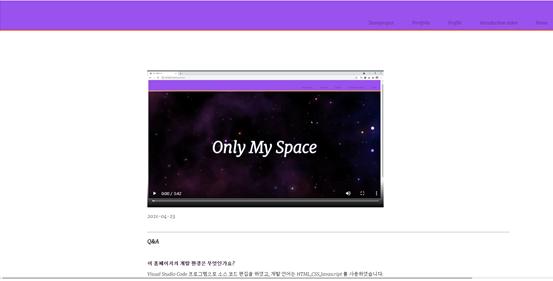 Portfolio
Profile
Introduction video
Home
Only My Space
0:00 / 3:42
2021-04-23
Q&A
이 홈페이지의 개발 환경은 무엇인가요?
Visual Studio Code 프로그램으로 소스 코드 편집을 하였고, 개발 언어는 HTML,CSS,Javascript 를 사용하였습니다.